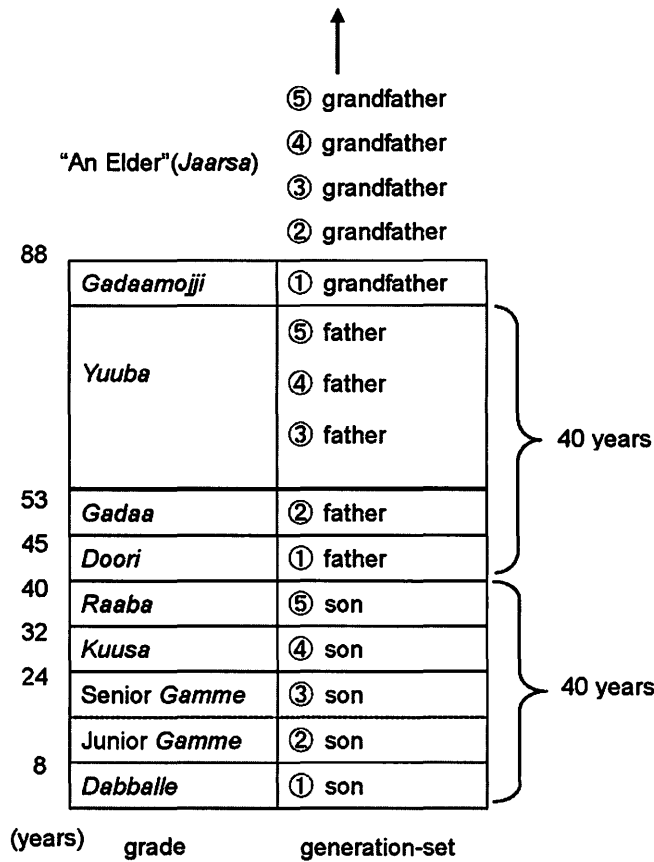 ⑤ grandfather
④ grandfather
"An Elder"(Jaarsa)
③ grandfather
② grandfather
88
Gadaamojji ① grandfather
⑤ father
Yuuba
④ father
③ father
40 years
53
Gadaa ② father
45
Doori ① father
40
Raaba ⑤ son
32
Kuusa ④ son
24
Senior Gamme ③ son
40 years
Junior Gamme ② son
8
Dabballe ① son
(years) grade generation-set